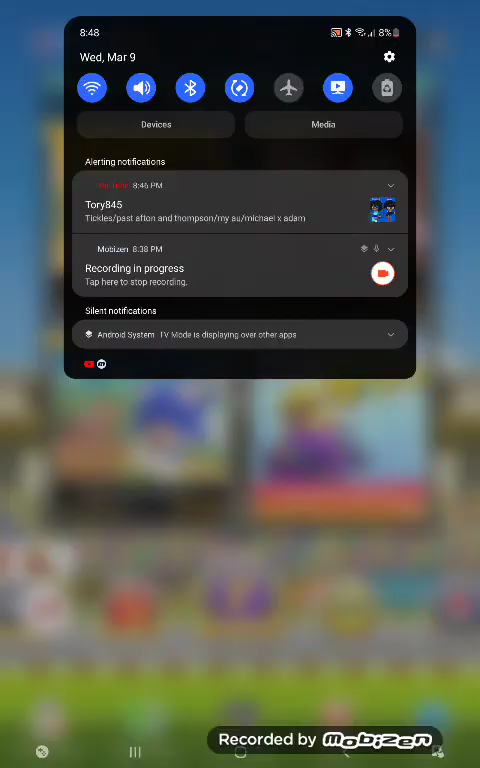 8:48
8%
Wed, Mar 9
Devices
Media
Alerting notifications
YouTube 8:46 PM
Tory845
Tickles/past afton and thompson/my au/michael x adam
Mobizen 8:38 PM
Recording in progress
Tap here to stop recording.
Silent notifications
Android System TV Mode is displaying over other apps
Recorded by Mobizen